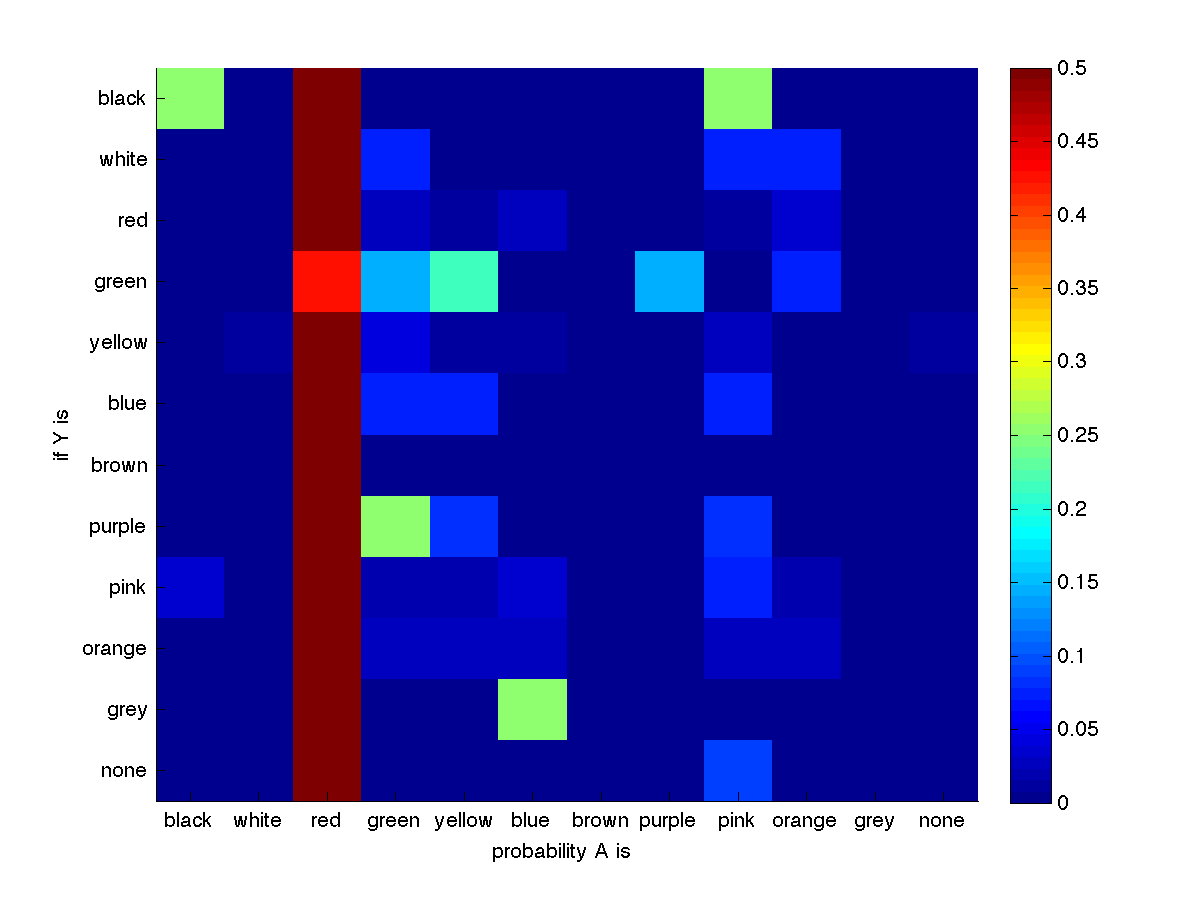 black
white
red
green
yellow
blue
brown
purple
pink
orange
grey
none
if Y is
black white red green yellow blue brown purple pink orange grey none
probability A is
0.5
0.45
0.4
0.35
0.3
0.25
0.2
0.15
0.1
0.05
0